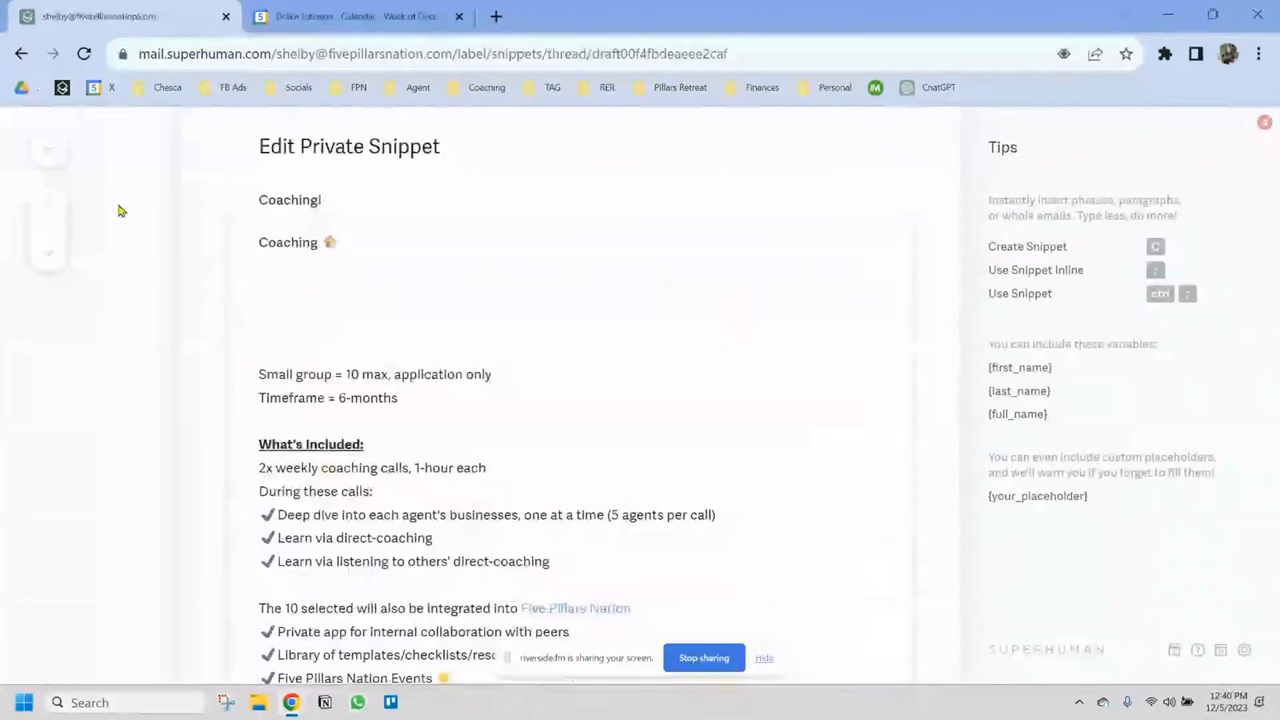 shelby@fivepillarsnation.com
Calendar - Week of Dece
mail.superhuman.com/shelby@fivepillarsnation.com/label/snippets/thread/draft00f4fbdeaeee2caf
X Chesca FB Ads Socials FPN Agent Coaching TAG RER Pillars Retreat Finances Personal ChatGPT
4
Edit Private Snippet
Tips
Coaching!
Instantly insert phrases, paragraphs,
or whole emails. Type less, do more!
Coaching
Create Snippet C
Use Snippet Inline ;
Use Snippet ;
You can include these variables:
{first_name}
Small group = 10 max, application only
Timeframe = 6-months
{last_name}
{full_name}
What's Included:
You can even include custom placeholders,
2x weekly coaching calls, 1-hour each
and we'll warn you if you forget to fill them!
During these calls:
{your_placeholder}
✔Deep dive into each agent's businesses, one at a time (5 agents per call)
✔Learn via direct-coaching
✔Learn via listening to others' direct-coaching
The 10 selected will also be integrated into Five Pillars Nation
✔Private app for internal collaboration with peers
✔Library of templates/checklists/reso
riverside.fm is sharing your screen. Stop sharing Hide
SUPERHUMAN
✔Five Pillars Nation Events
Search
12:40 PM
12/5/2023